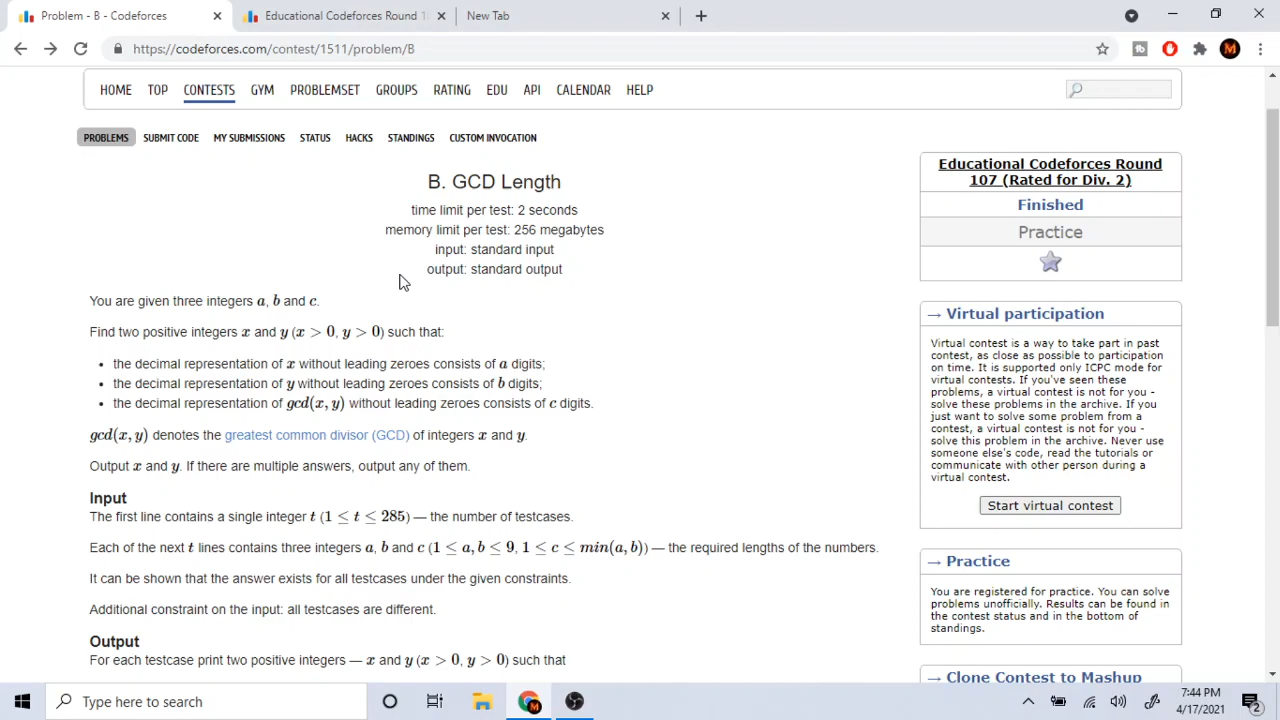 Problem - B - Codeforces
Educational Codeforces Round 1
New Tab
https://codeforces.com/contest/1511/problem/B
HOME TOP CONTESTS GYM PROBLEMSET GROUPS RATING EDU API CALENDAR HELP
PROBLEMS SUBMIT CODE MY SUBMISSIONS STATUS HACKS STANDINGS CUSTOM INVOCATION
B. GCD Length
time limit per test: 2 seconds
memory limit per test: 256 megabytes
input: standard input
output: standard output
You are given three integers a, b and c.
Find two positive integers x and y (x > 0, y > 0) such that:
• the decimal representation of x without leading zeroes consists of a digits;
• the decimal representation of y without leading zeroes consists of b digits;
• the decimal representation of gcd(x, y) without leading zeroes consists of c digits.
gcd(x, y) denotes the greatest common divisor (GCD) of integers x and y.
Output x and y. If there are multiple answers, output any of them.
Input
The first line contains a single integer t (1 ≤ t ≤ 285) — the number of testcases.
Each of the next t lines contains three integers a, b and c (1 ≤ a, b ≤ 9, 1 ≤ c ≤ min(a, b)) — the required lengths of the numbers.
It can be shown that the answer exists for all testcases under the given constraints.
Additional constraint on the input: all testcases are different.
Output
For each testcase print two positive integers — x and y (x > 0, y > 0) such that
Educational Codeforces Round
107 (Rated for Div. 2)
Finished
Practice
→ Virtual participation
Virtual contest is a way to take part in past
contest, as close as possible to participation
on time. It is supported only ICPC mode for
virtual contests. If you've seen these
problems, a virtual contest is not for you -
solve these problems in the archive. If you
just want to solve some problem from a
contest, a virtual contest is not for you -
solve this problem in the archive. Never use
someone else's code, read the tutorials or
communicate with other person during a
virtual contest.
Start virtual contest
→ Practice
You are registered for practice. You can solve
problems unofficially. Results can be found in
the contest status and in the bottom of
standings.
→ Clone Contest to Mashup
Type here to search
7:44 PM
4/17/2021
2